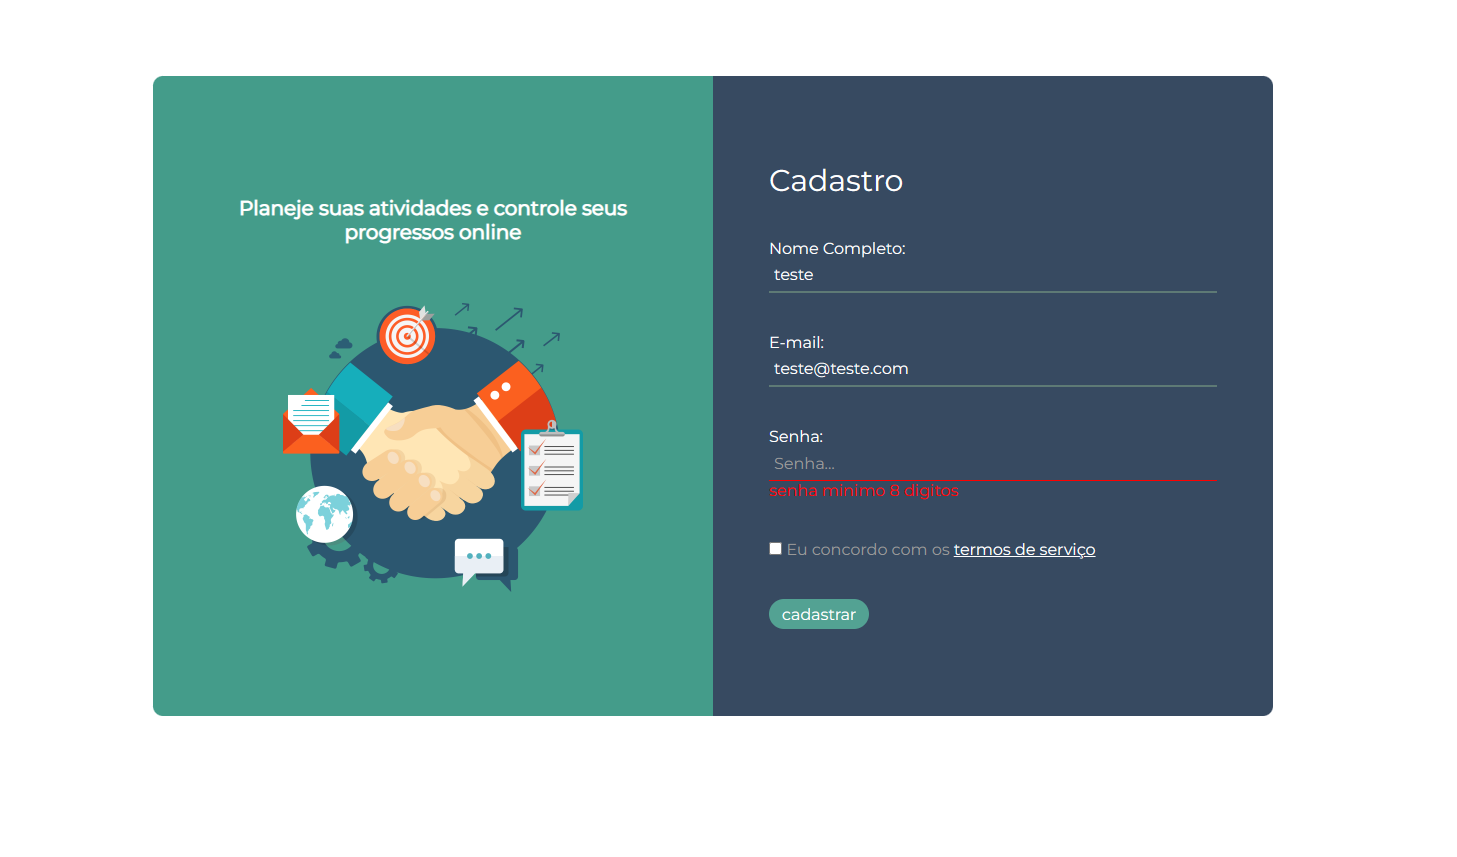 Planeje suas atividades e controle seus
progressos online
Cadastro
Nome Completo:
teste
E-mail:
teste@teste.com
Senha:
Senha...
senha minimo 8 digitos
Eu concordo com os termos de serviço
cadastrar